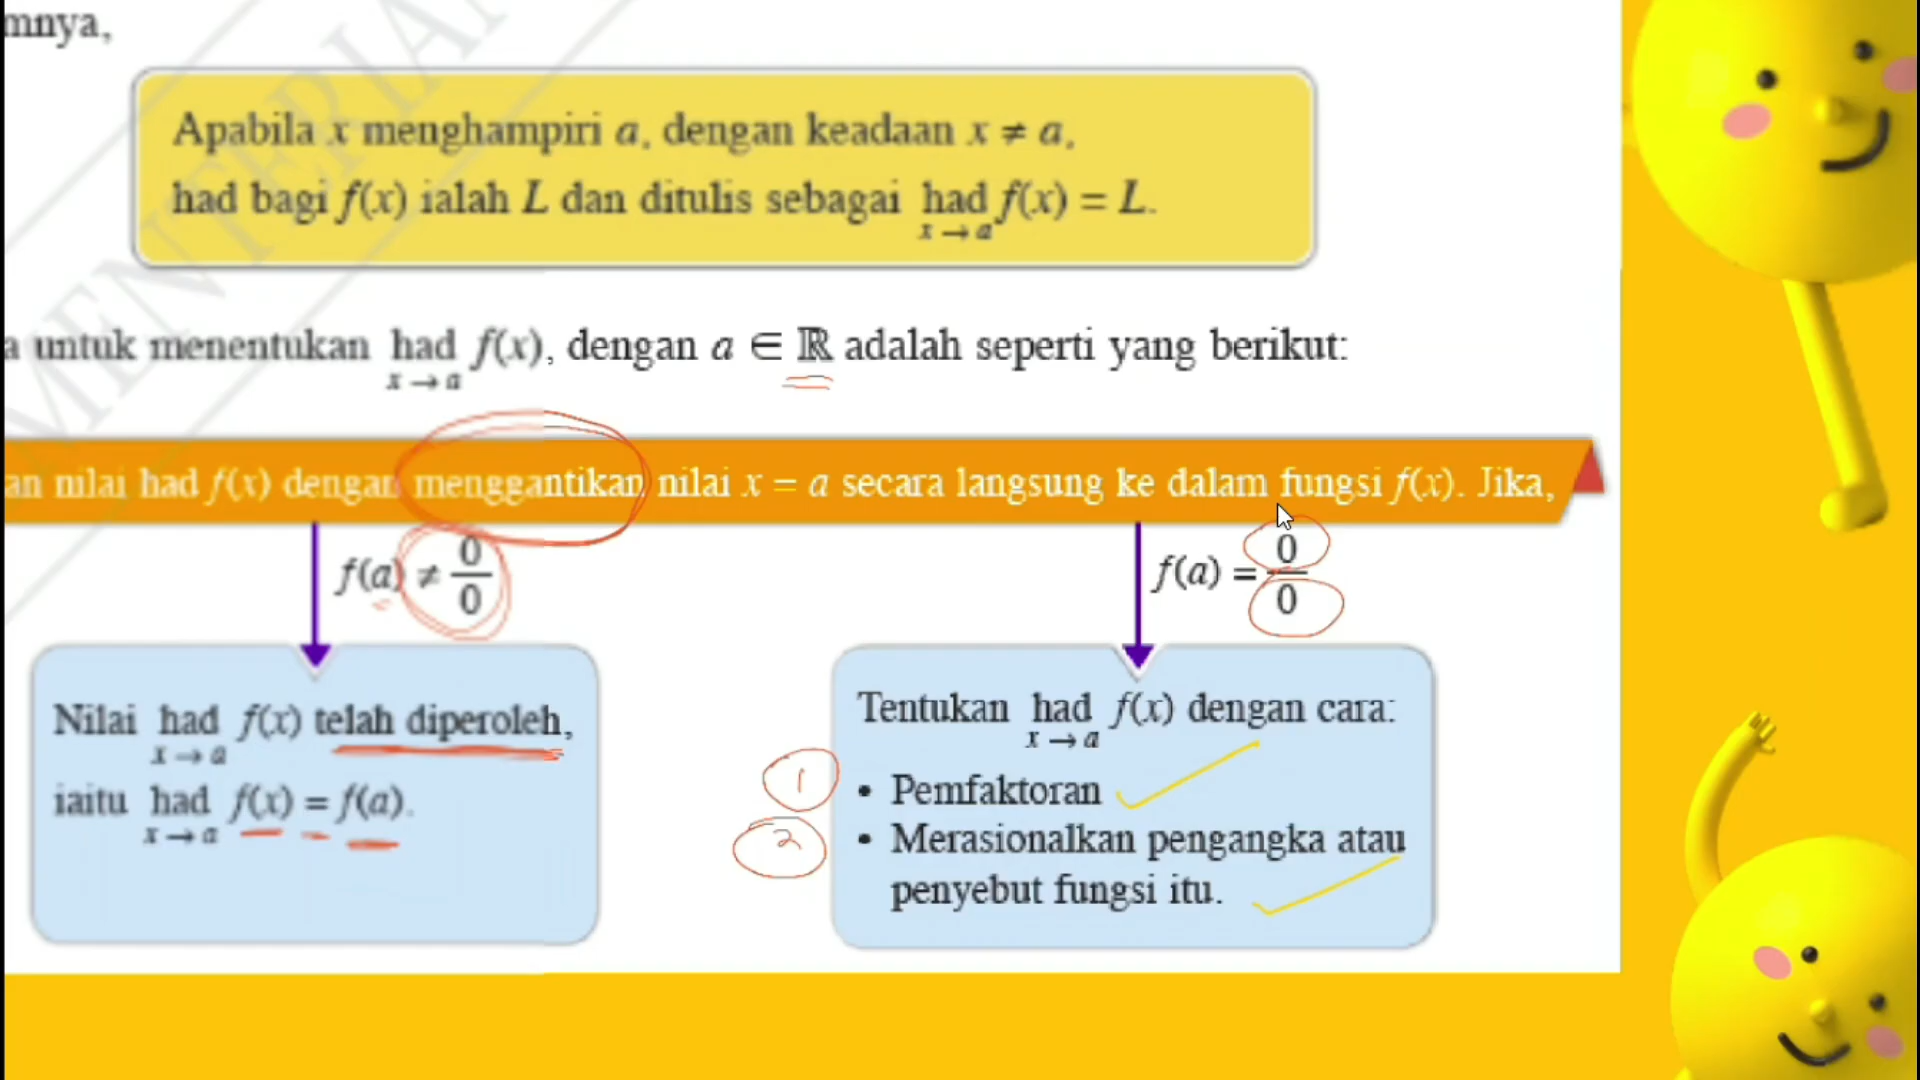 mnya,
Apabila x menghampiri a, dengan keadaan x ≠ a,
had bagi f(x) ialah L dan ditulis sebagai had f(x) = L.
x → a
a untuk menentukan had f(x), dengan a ∈ ℝ adalah seperti yang berikut:
x → a
an nilai had f(x) dengan menggantikan nilai x = a secara langsung ke dalam fungsi f(x). Jika,
f(a) ≠ 0/0
f(a) = 0/0
Nilai had f(x) telah diperoleh,
x → a
iaitu had f(x) = f(a).
x → a
Tentukan had f(x) dengan cara:
x → a
1
• Pemfaktoran
2
• Merasionalkan pengangka atau
penyebut fungsi itu.
MENTERIA